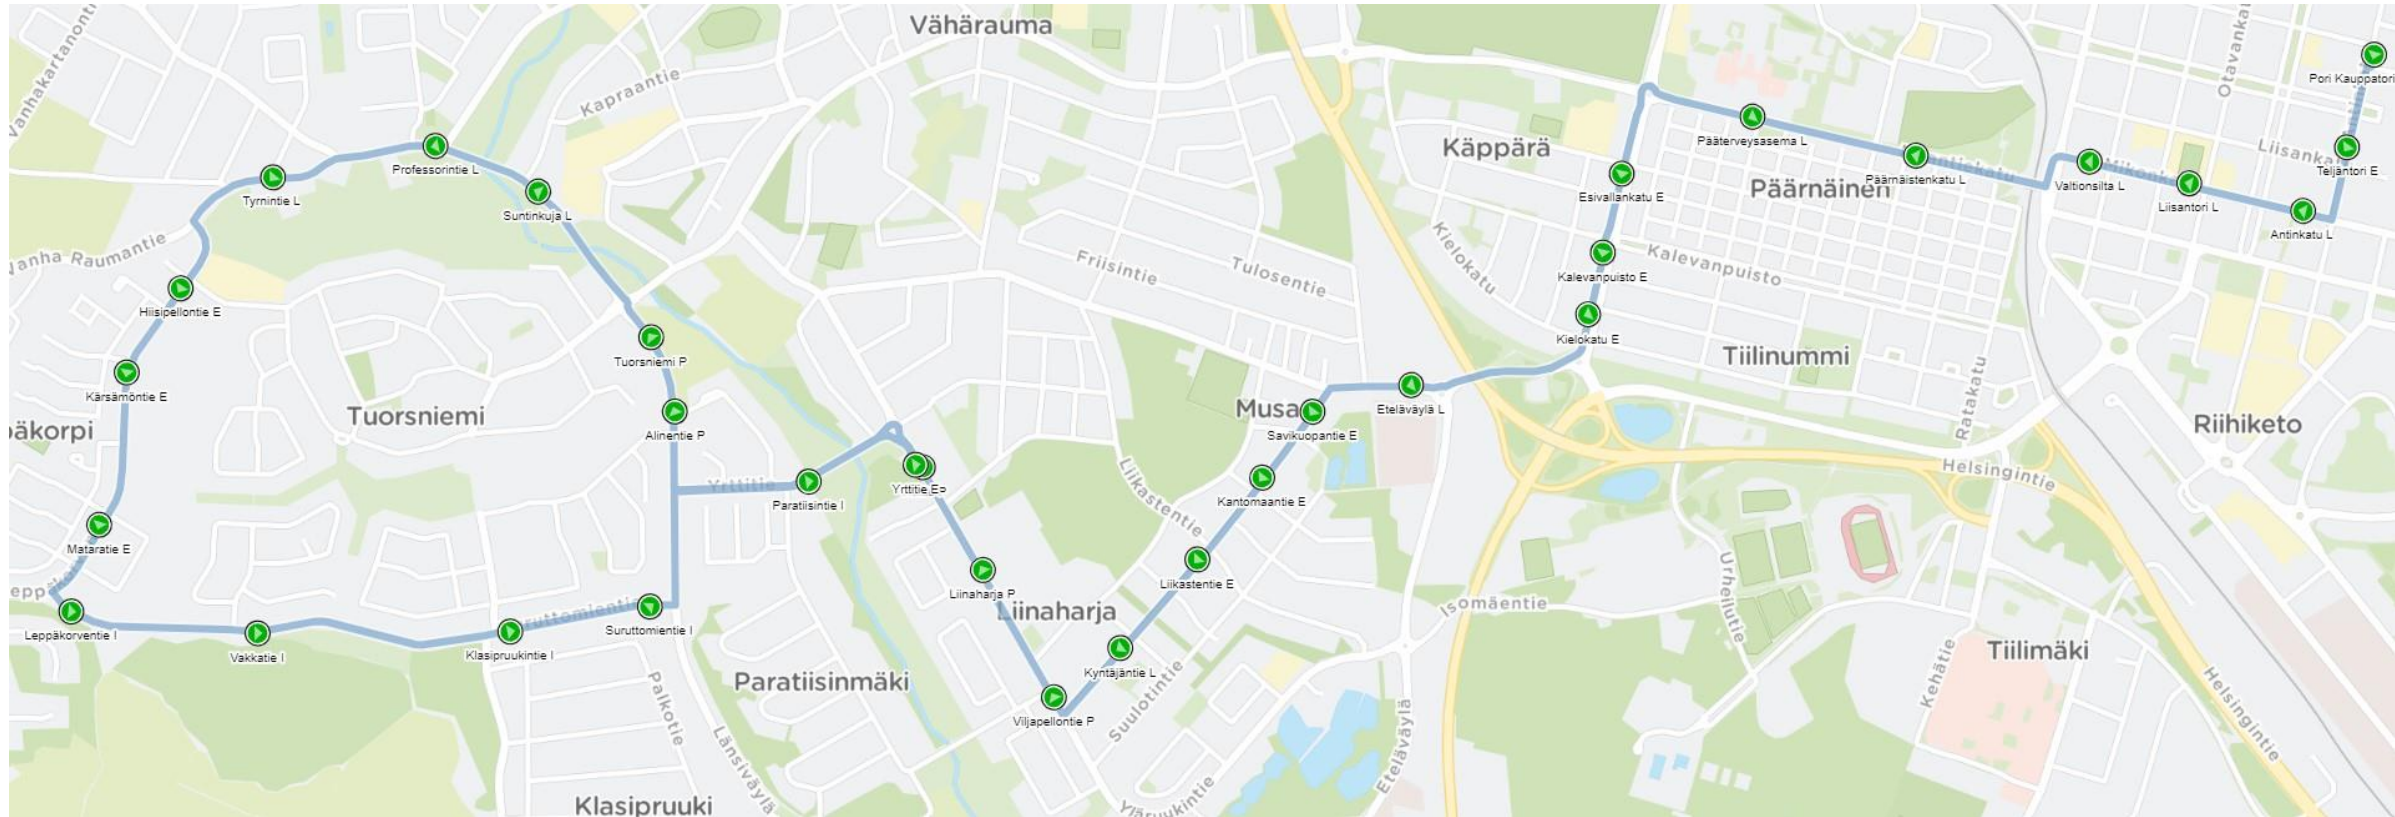 Vähärauma
Kapraantie
Otavankat
Pori Kauppatori
Pääterveysasema L
Käppärä
Professorintie L
Liisankat
Teljäntori E
Päärnäistenkatu L
Valtionsilta L
Päärnäinen
Tyrnintie L
Esivallankatu E
Liisantori L
Suntinkuja L
Antinkatu L
Vanha Raumantie
Kielokatu
Friisintie
Tulosentie
Kalevanpuisto
Kalevanpuisto E
Hiisipellontie E
Kielokatu E
Tiilinummi
Tuorsniemi P
Ratakatu
Kärsämöntie E
Tuorsniemi
Musa
Eteläväylä L
Riihiketo
Alinentie P
Savikuopantie E
Helsingintie
Yrttitie
Yrttitie E
Paratiisintie I
Liikastentie
Kantomaantie E
Mataratie E
Liikastentie E
Urheilutie
Liinaharja P
Liinaharja
Isomäentie
Leppäkorventie I
Suruttomientie I
Klasipruukintie I
Vakkatie I
Tiilimäki
Paratiisinmäki
Kyntäjäntie L
Kehätie
Helsingintie
Palkotie
Suulotintie
Viljapellontie P
Länsiväylä
Eteläväylä
Klasipruuki
Yläruukintie